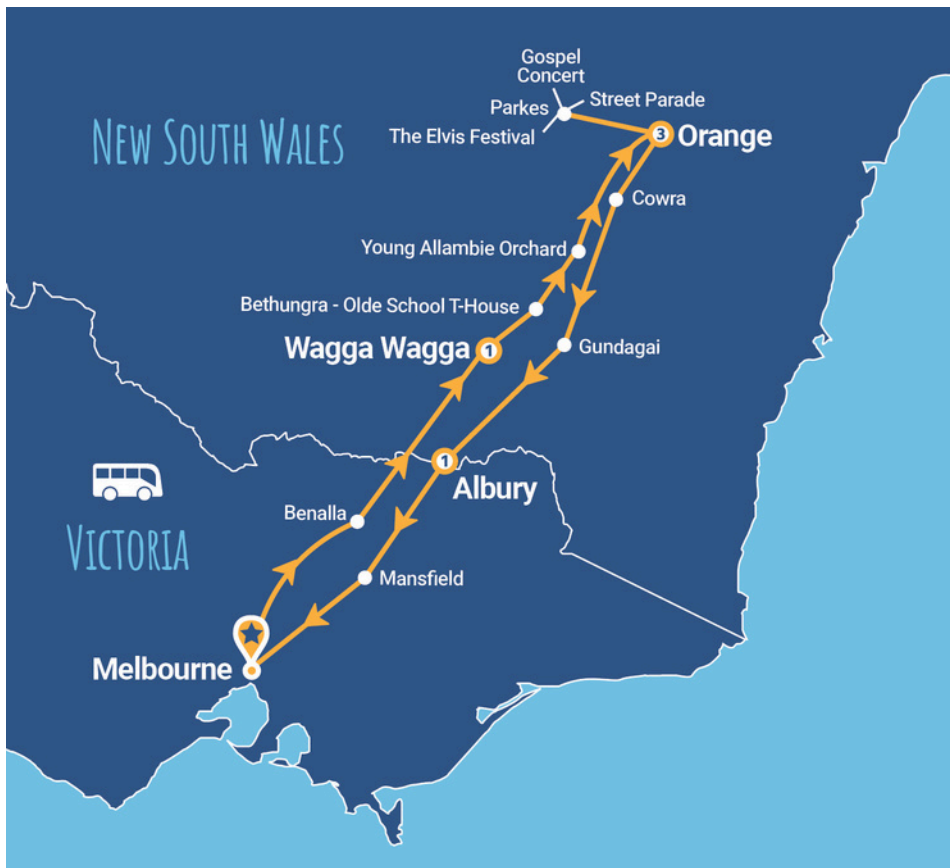 Gospel
Concert
Parkes
Street Parade
The Elvis Festival
3
Orange
NEW SOUTH WALES
Cowra
Young Allambie Orchard
Bethungra - Olde School T-House
Wagga Wagga
1
Gundagai
1
Albury
Benalla
VICTORIA
Mansfield
Melbourne